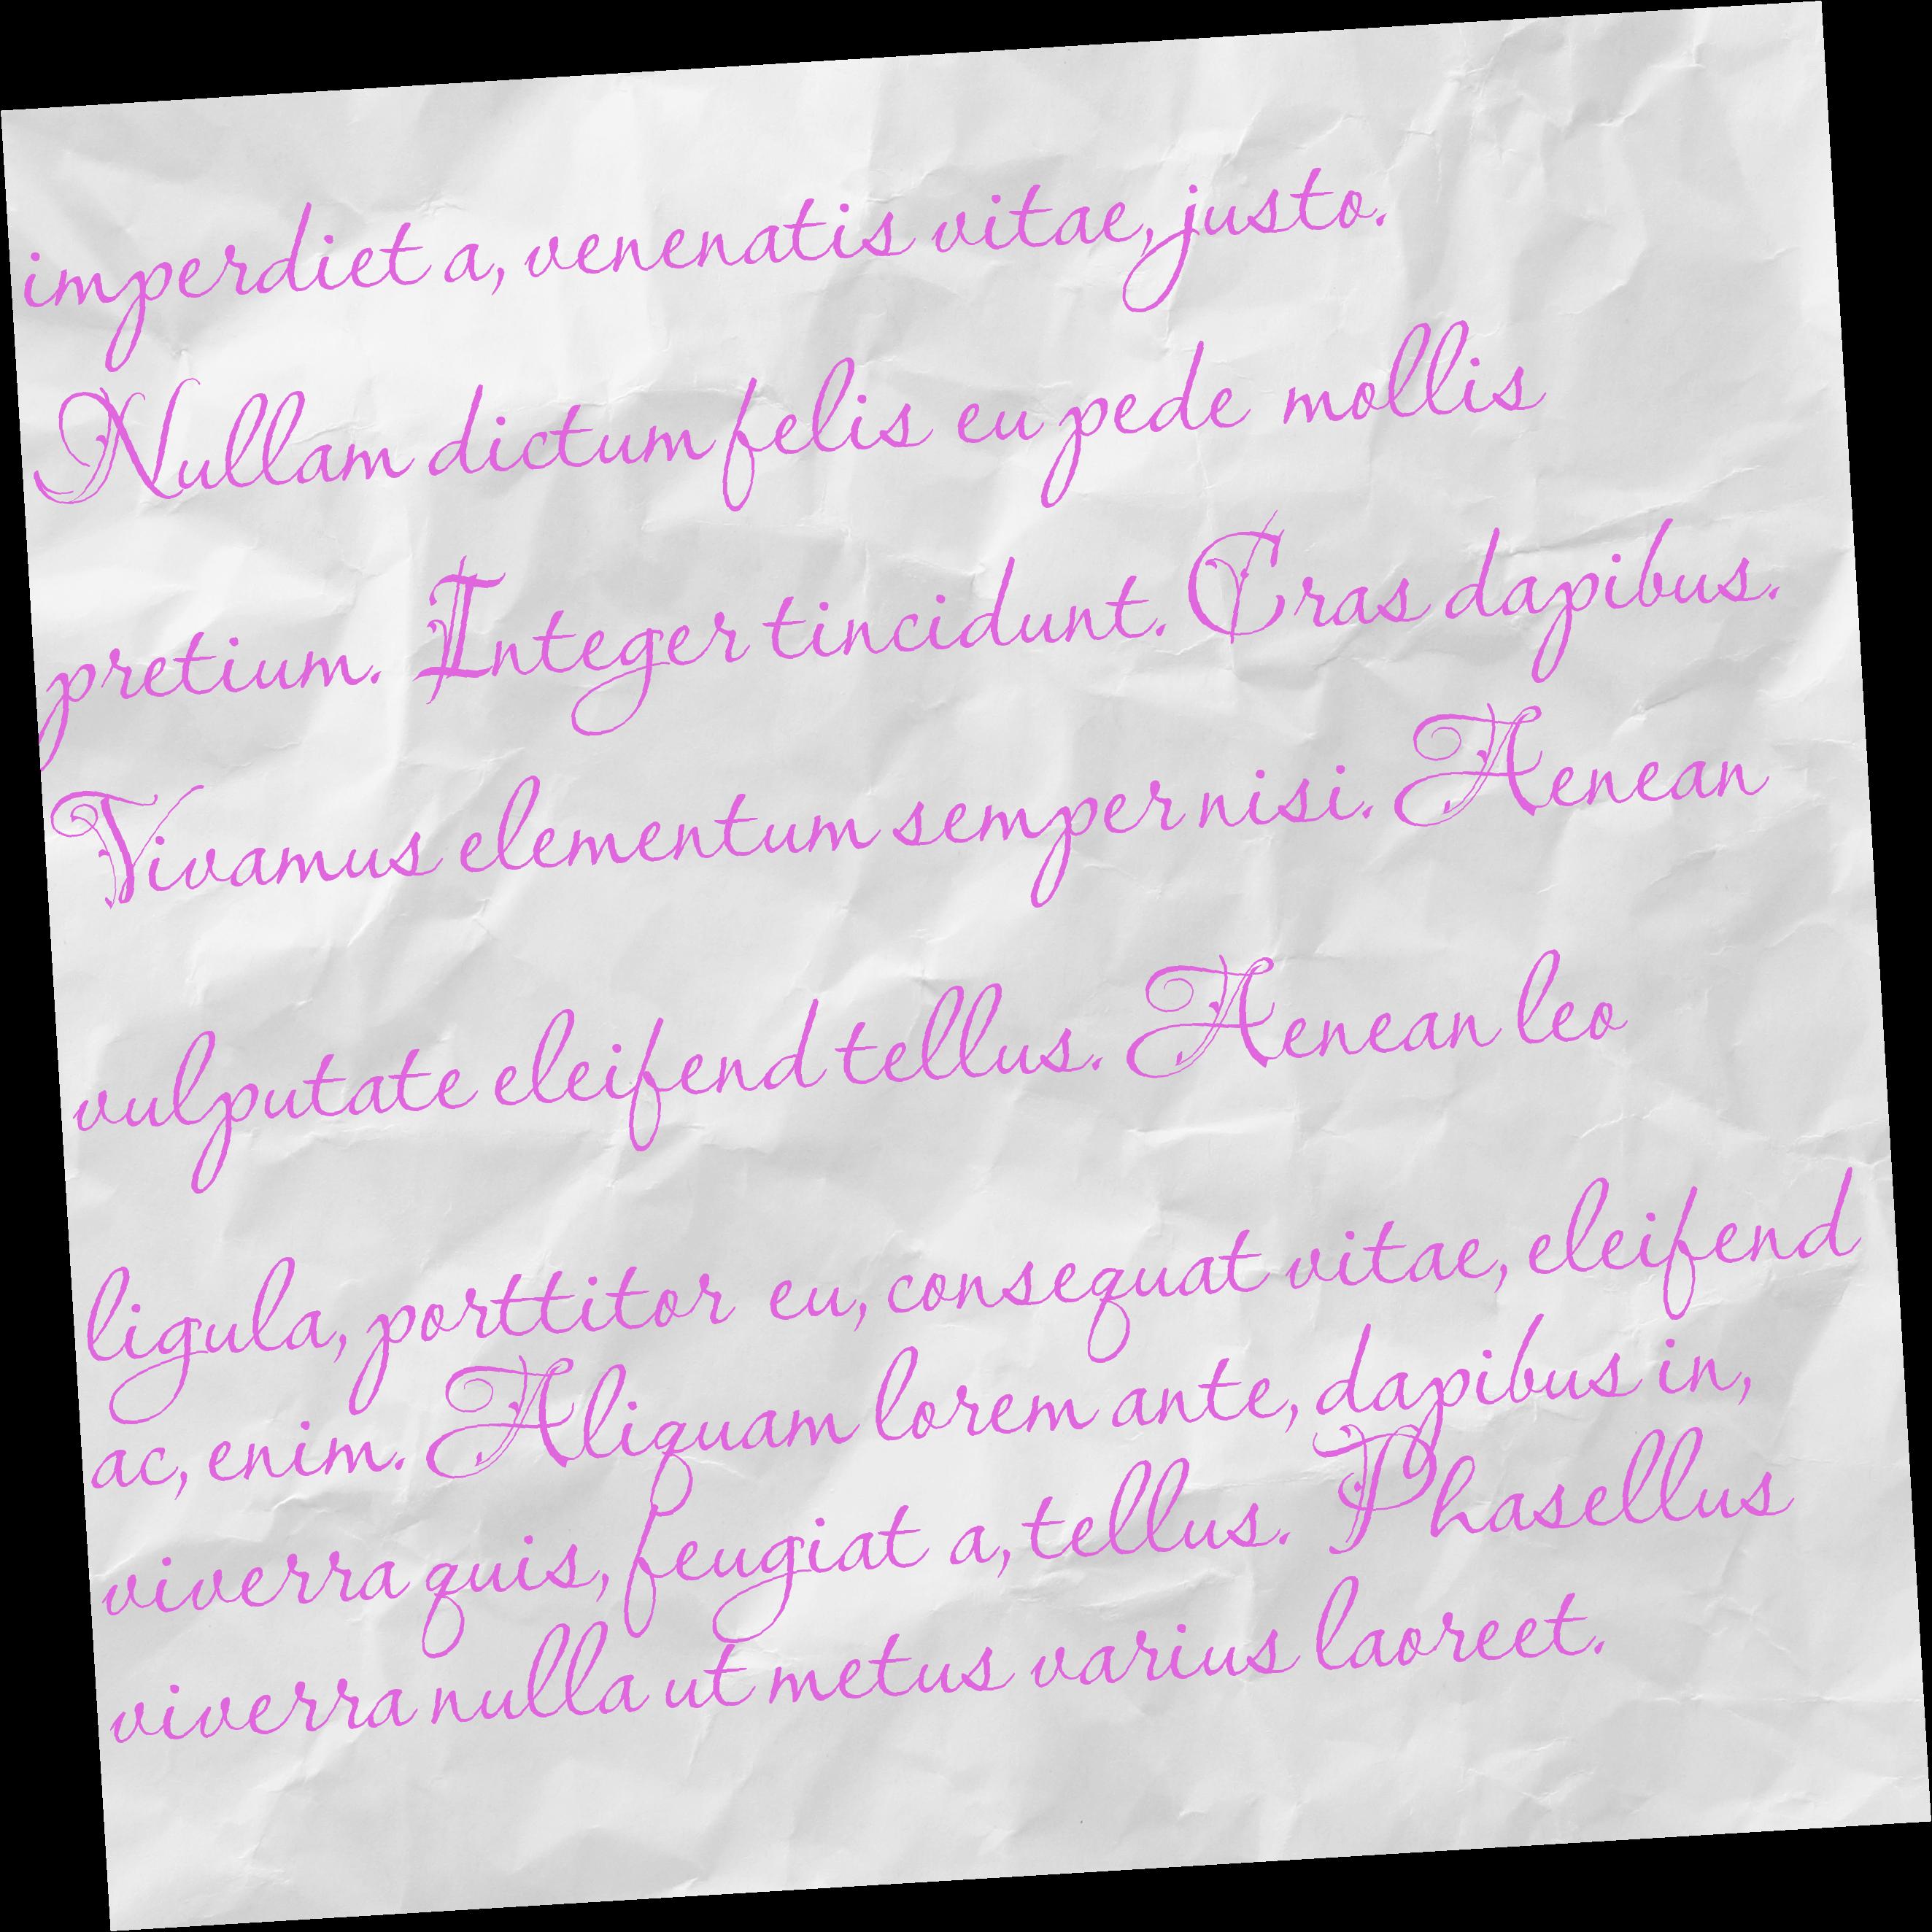 imperdiet a, venenatis vitae, justo.
Nullam dictum felis eu pede mollis
pretium. Integer tincidunt. Cras dapibus.
Vivamus elementum semper nisi. Aenean
vulputate eleifend tellus. Aenean leo
ligula, porttitor eu, consequat vitae, eleifend
ac, enim. Aliquam lorem ante, dapibus in,
viverra quis, feugiat a, tellus. Phasellus
viverra nulla ut metus varius laoreet.